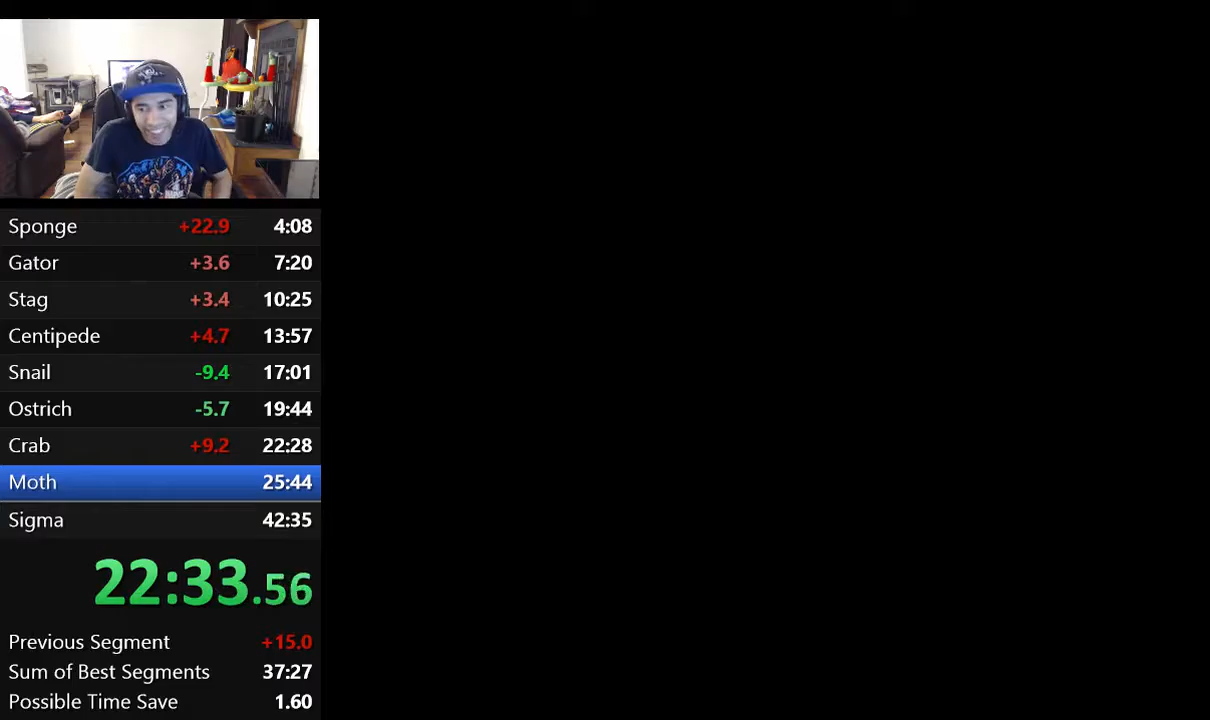 Sponge +22.9 4:08
Gator +3.6 7:20
Stag +3.4 10:25
Centipede +4.7 13:57
Snail -9.4 17:01
Ostrich -5.7 19:44
Crab +9.2 22:28
Moth 25:44
Sigma 42:35
22:33.56
Previous Segment +15.0
Sum of Best Segments 37:27
Possible Time Save 1.60